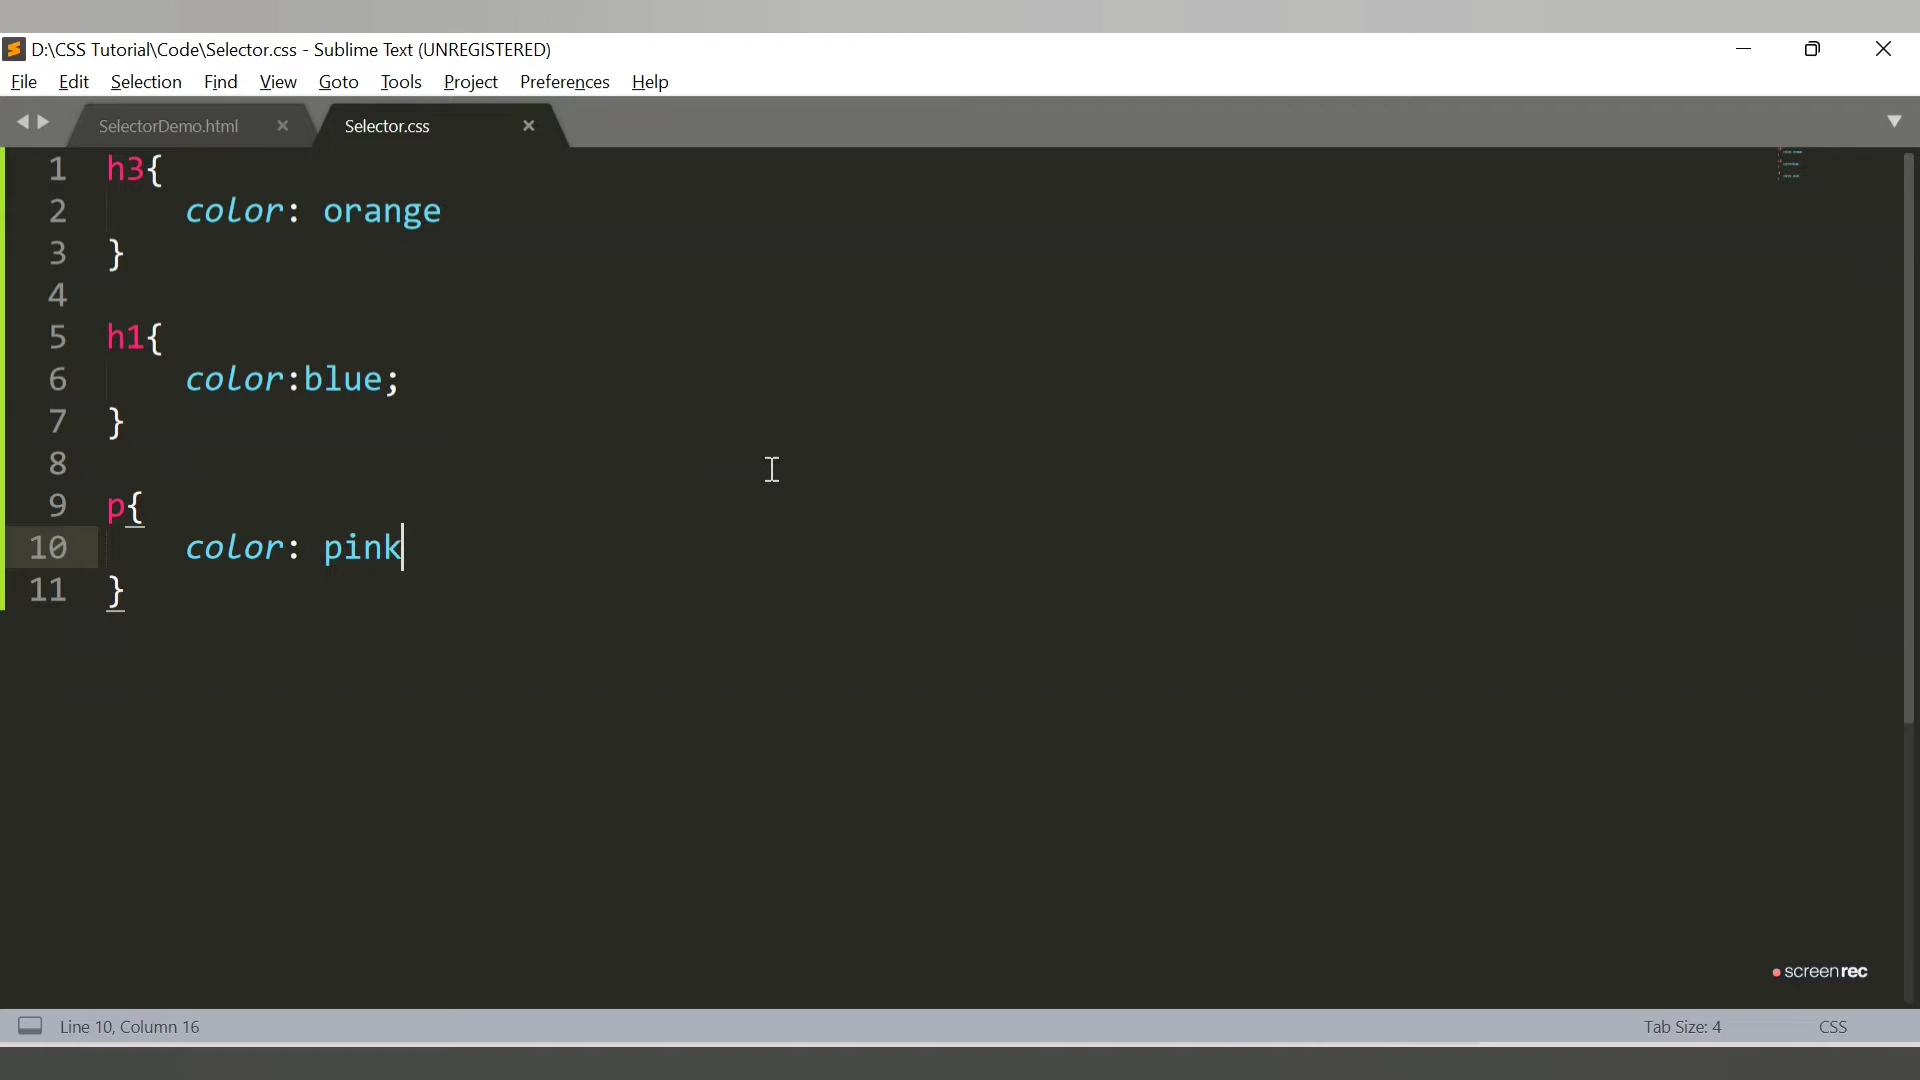 D:\CSS Tutorial\Code\Selector.css - Sublime Text (UNREGISTERED)
File Edit Selection Find View Goto Tools Project Preferences Help
SelectorDemo.html Selector.css
1 h3{
2 color: orange
3 }
4
5 h1{
6 color:blue;
7 }
8
9 p{
10 color: pink
11 }
screenrec
Line 10, Column 16 Tab Size: 4 CSS